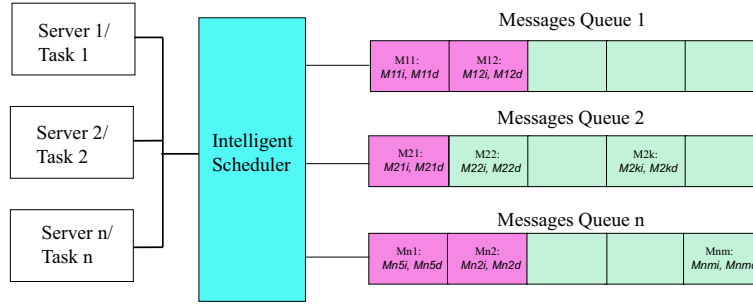 Server 1/
Task 1
Server 2/
Task 2
Server n/
Task n
Intelligent
Scheduler
Messages Queue 1
M11:
M11i, M11d
M12:
M12i, M12d
Messages Queue 2
M21:
M21i, M21d
M22:
M22i, M22d
M2k:
M2ki, M2kd
Messages Queue n
Mn1:
Mn5i, Mn5d
Mn2:
Mn2i, Mn2d
Mnm:
Mnmi, Mnmd